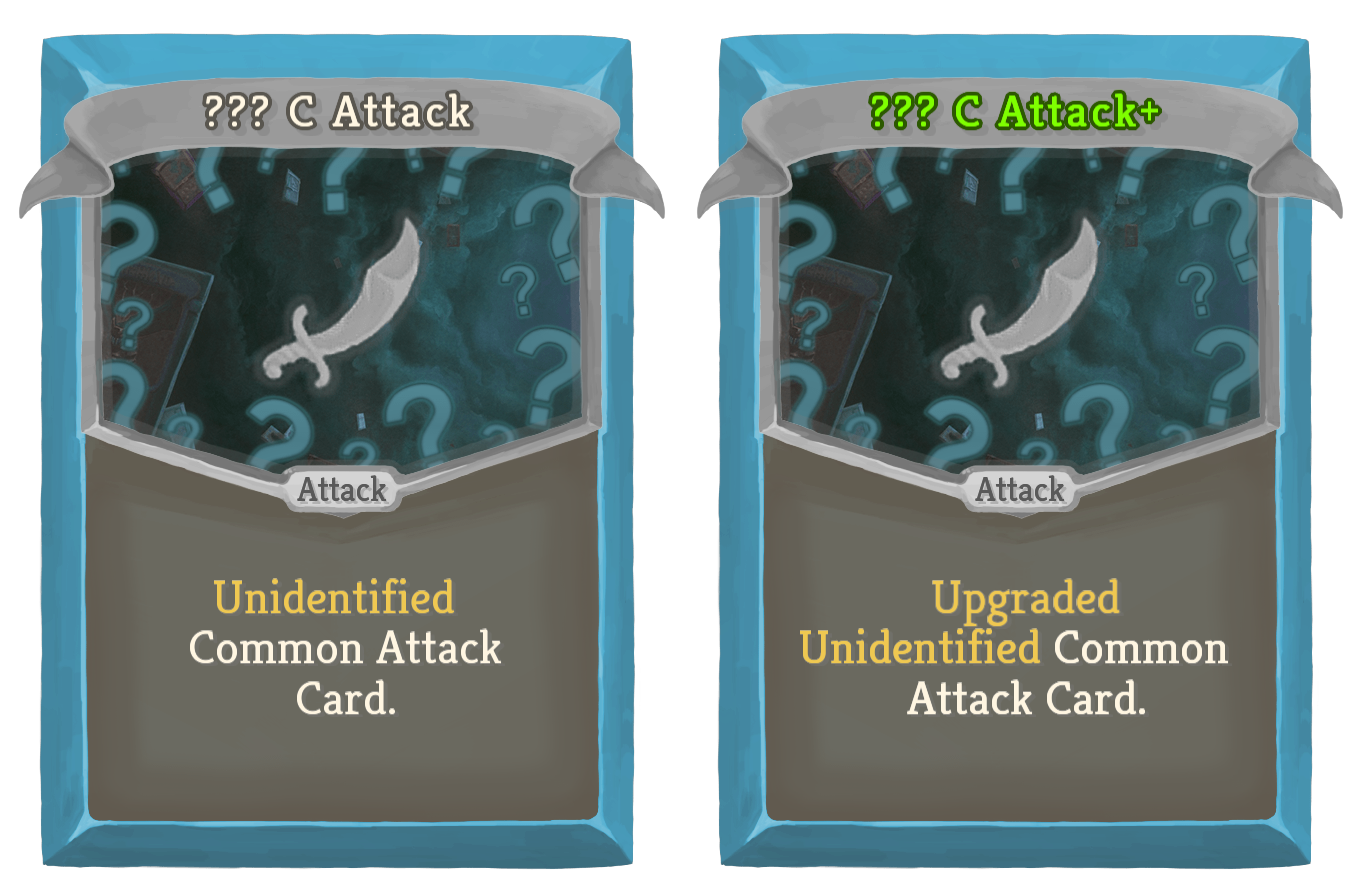 ??? C Attack
Attack
Unidentified
Common Attack
Card.
??? C Attack+
Attack
Upgraded
Unidentified Common
Attack Card.